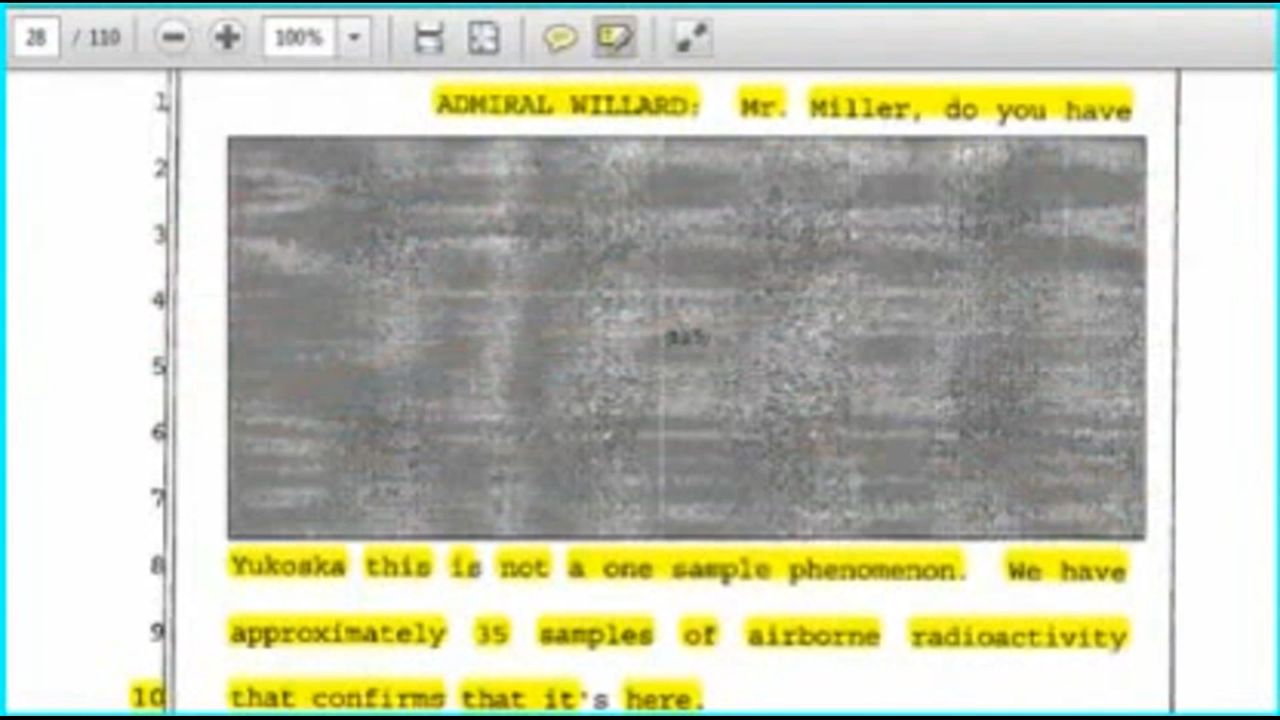 28 / 110 100%
1 ADMIRAL WILLARD: Mr. Miller, do you have
2
3
4
5
6
7
8 Yukoska this is not a one sample phenomenon. We have
9 approximately 35 samples of airborne radioactivity
10 that confirms that it's here.